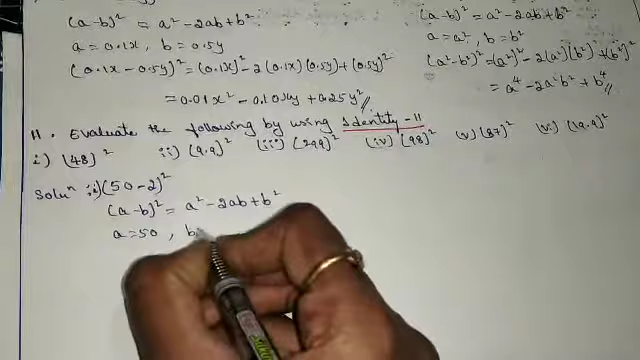 (a-b)² = a² - 2ab + b²
a = 0.1x , b = 0.5y
(0.1x - 0.5y)² = (0.1x)² - 2(0.1x)(0.5y) + (0.5y)²
= 0.01x² - 0.10xy + 0.25y²
(a-b)² = a² - 2ab + b²
a = a² , b = b²
(a²-b²)² = (a²)² - 2(a²)(b²) + (b²)²
= a⁴ - 2a²b² + b⁴
11. Evaluate the following by using Identity-II
i) (48)² ii) (9.9)² (iii) (299)² (iv) (98)² (v) (87)² (vi) (19.9)²
Soluⁿ :i) (50-2)²
(a-b)² = a² - 2ab + b²
a = 50 , b